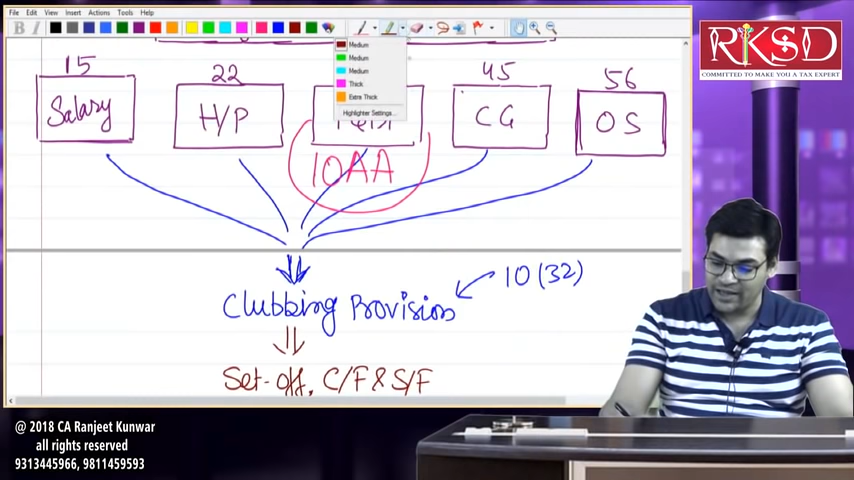 File Edit View Insert Actions Tools Help
B
RKSD
COMMITTED TO MAKE YOU A TAX EXPERT
Medium
Medium
Medium
Thick
Extra Thick
Highlighter Settings...
15
22
45
56
Salary
H/P
CG
OS
10AA
Clubbing Provision
10(32)
Set-off, C/F & S/F
@ 2018 CA Ranjeet Kunwar
all rights reserved
9313445966, 9811459593